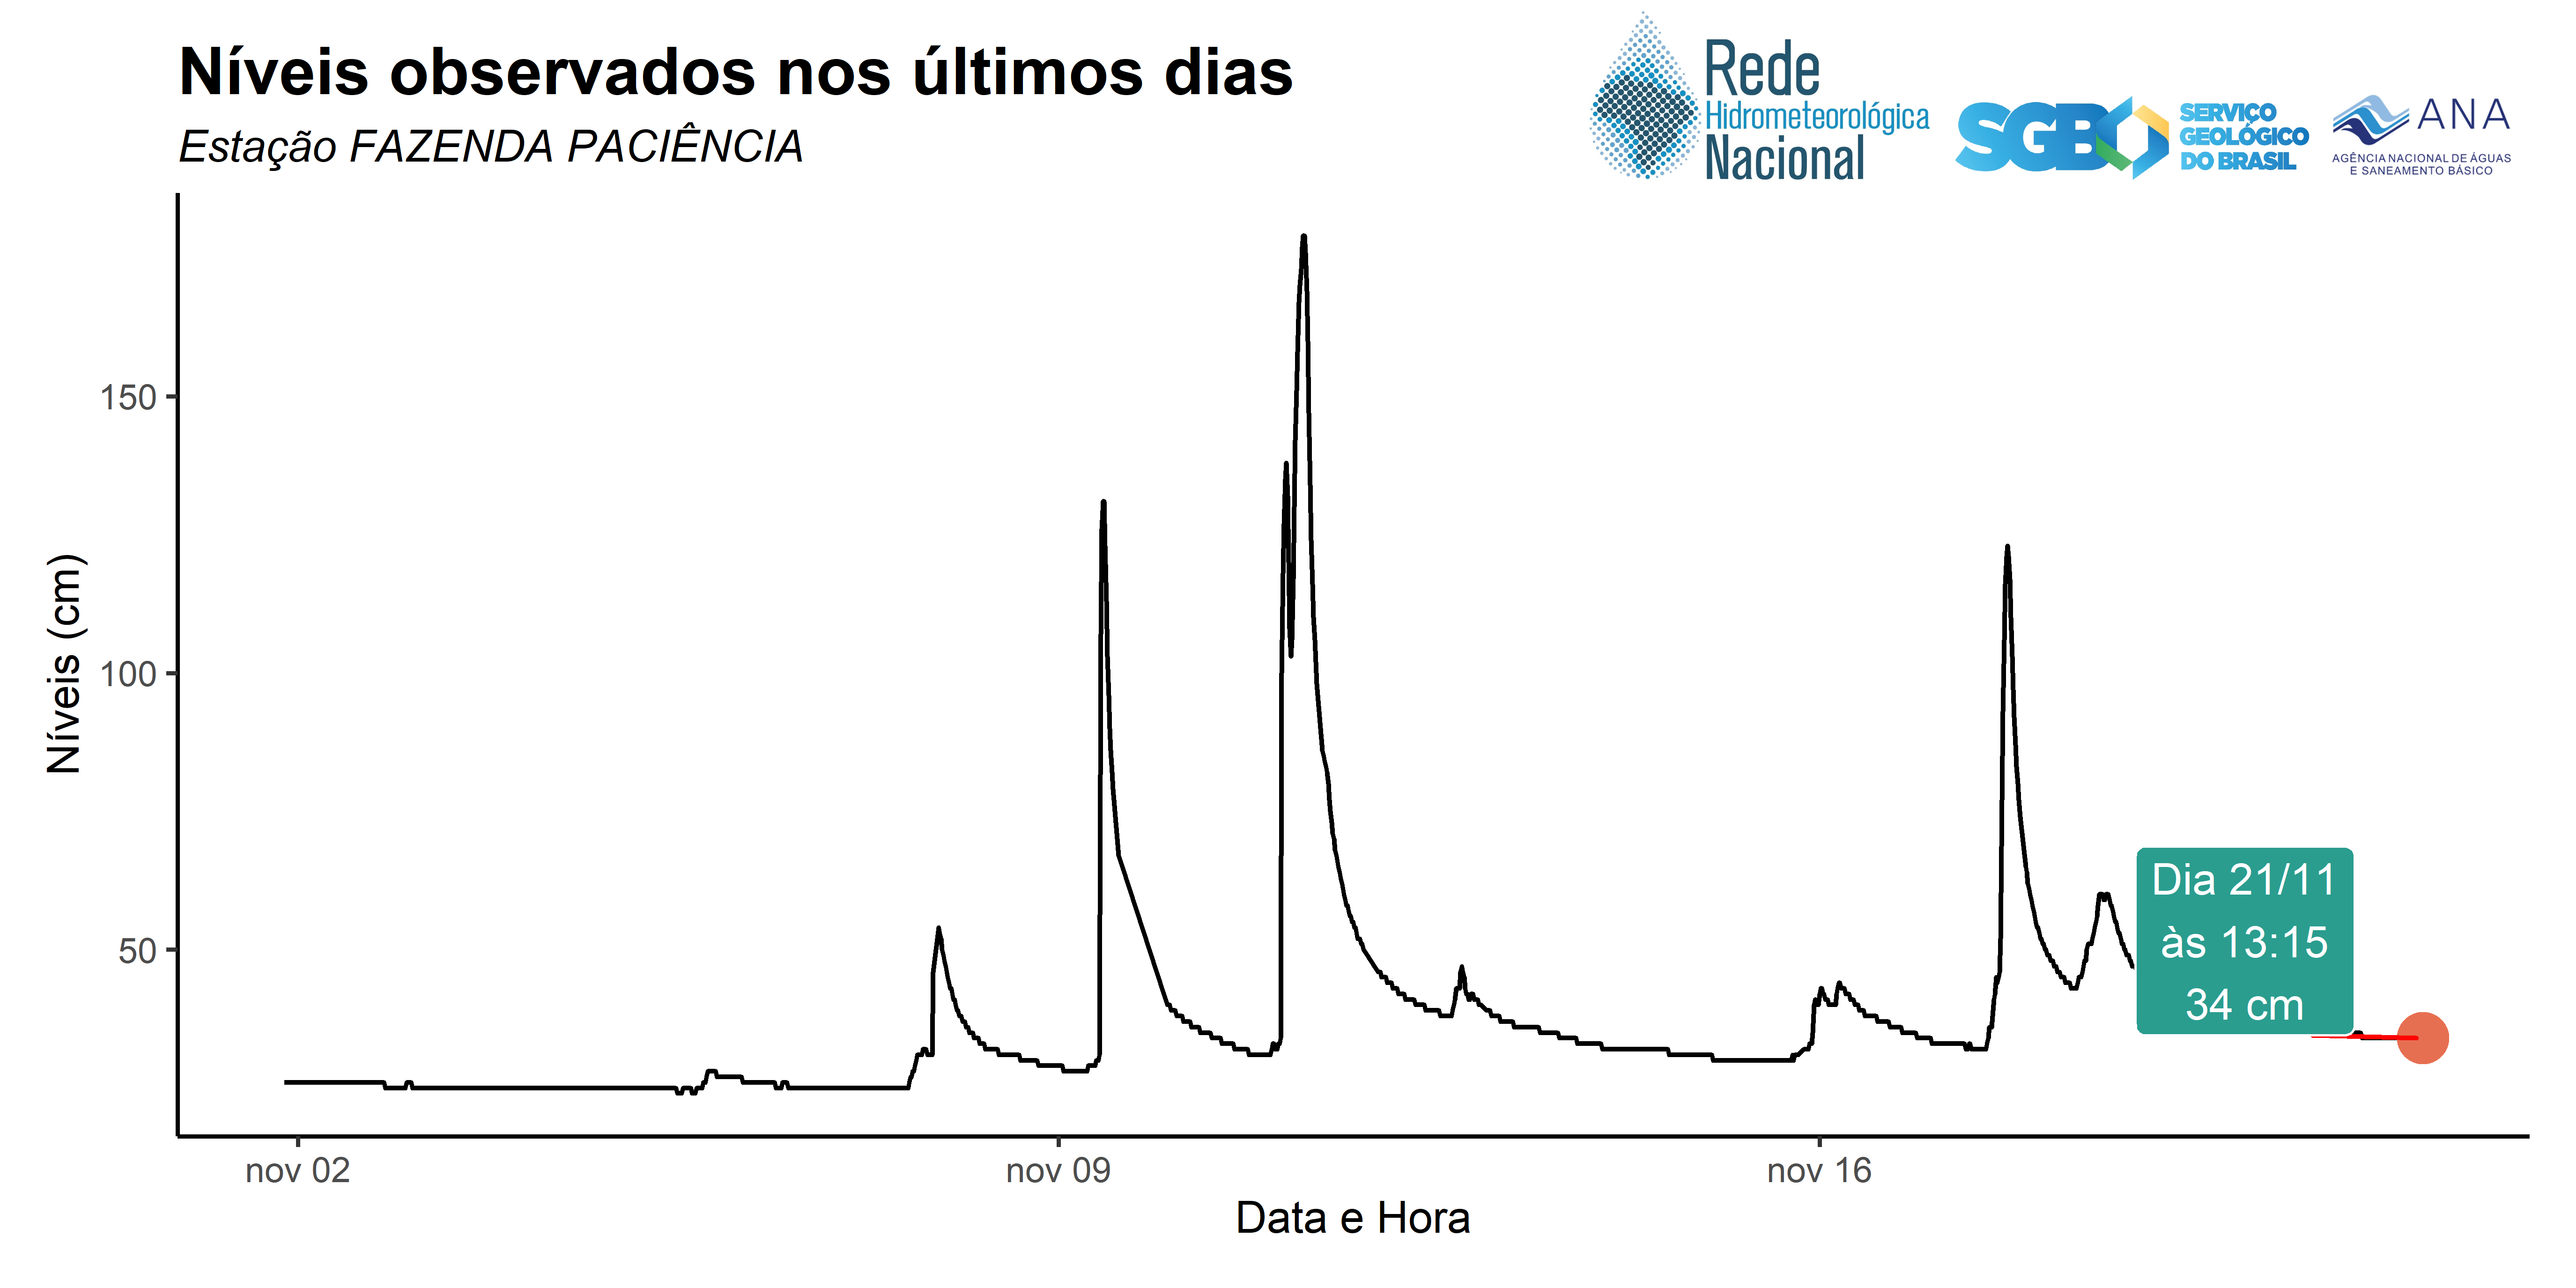 Níveis observados nos últimos dias
Estação FAZENDA PACIÊNCIA
Rede
Hidrometeorológica
Nacional
SGB
SERVIÇO
GEOLÓGICO
DO BRASIL
ANA
AGÊNCIA NACIONAL DE ÁGUAS
E SANEAMENTO BÁSICO
Níveis (cm)
150
100
50
Dia 21/11
às 13:15
34 cm
nov 02
nov 09
nov 16
Data e Hora